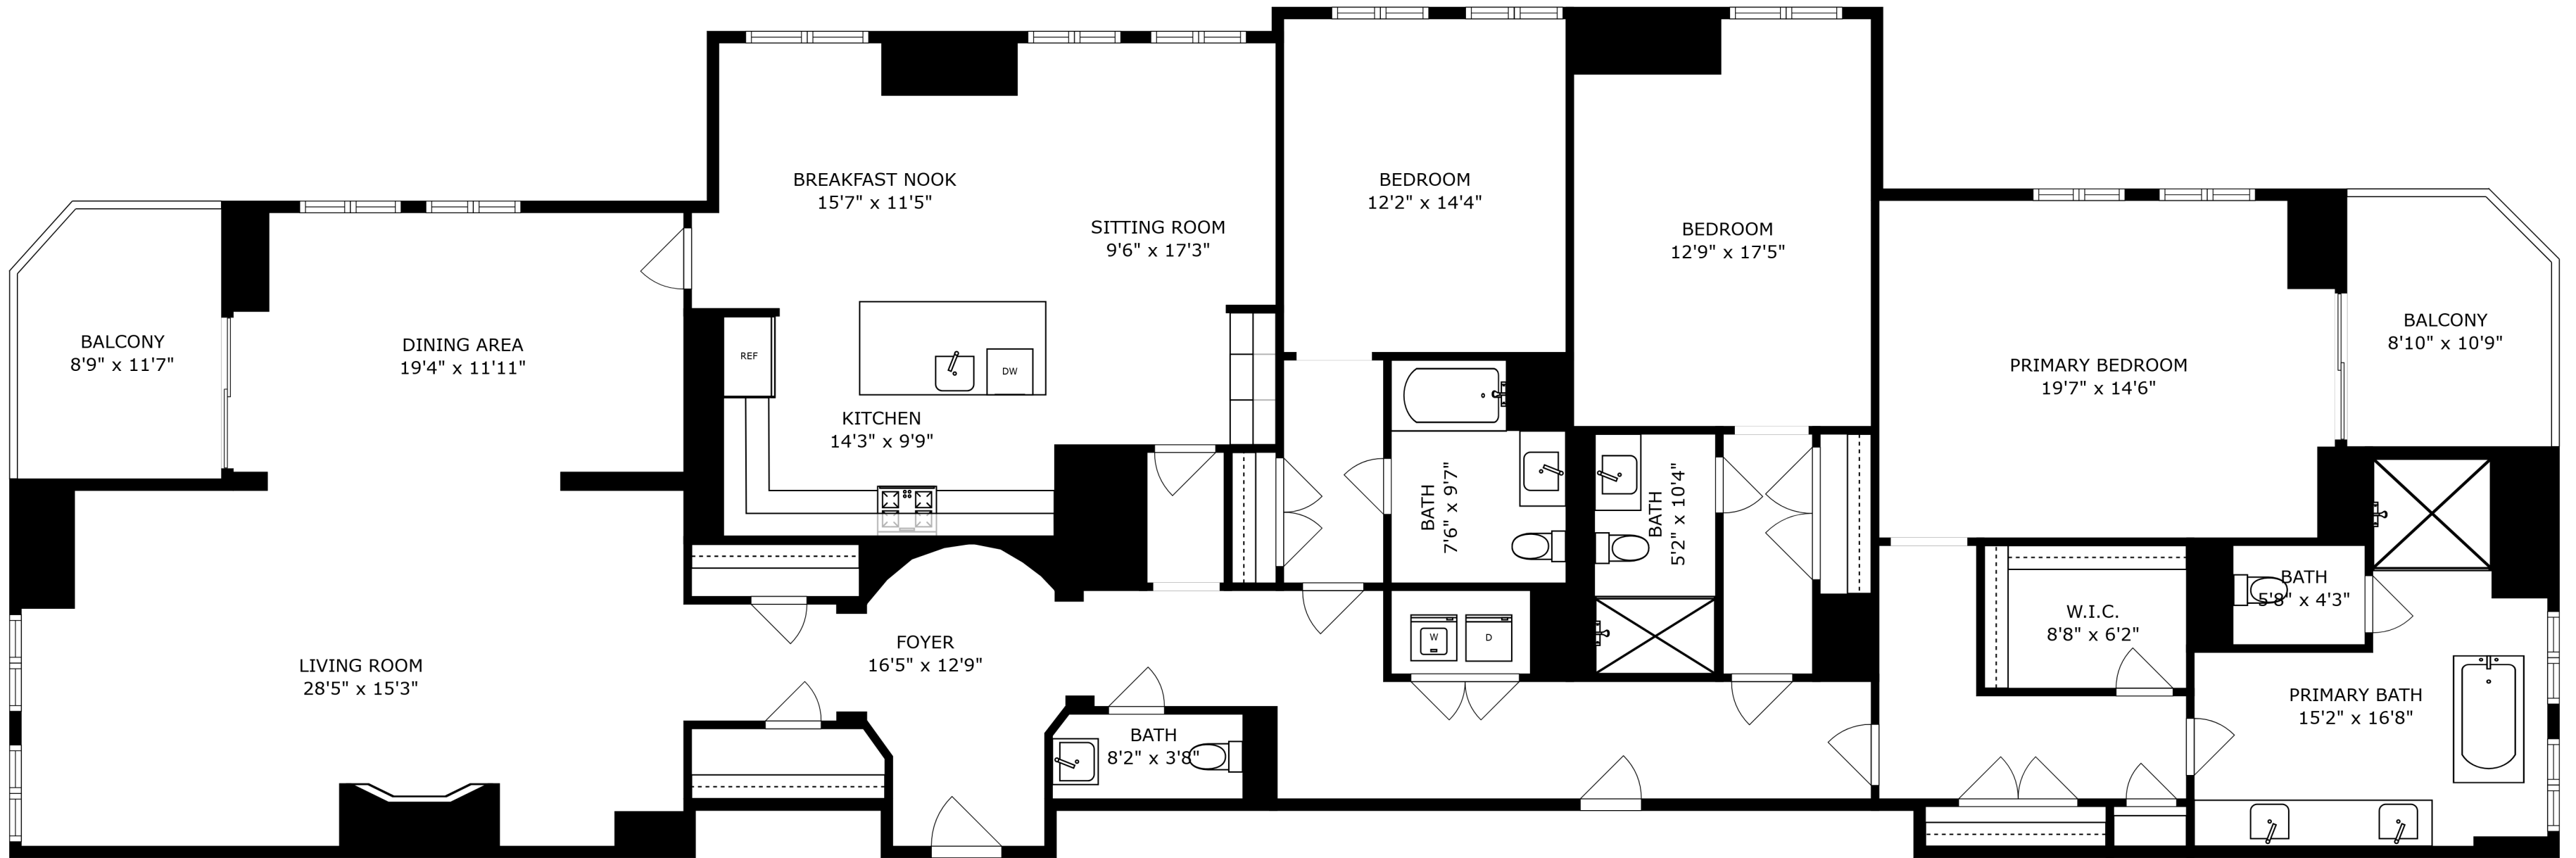 BREAKFAST NOOK
15'7" x 11'5"
SITTING ROOM
9'6" x 17'3"
BEDROOM
12'2" x 14'4"
BEDROOM
12'9" x 17'5"
BALCONY
8'9" x 11'7"
DINING AREA
19'4" x 11'11"
REF
DW
KITCHEN
14'3" x 9'9"
PRIMARY BEDROOM
19'7" x 14'6"
BALCONY
8'10" x 10'9"
BATH
7'6" x 9'7"
BATH
5'2" x 10'4"
LIVING ROOM
28'5" x 15'3"
FOYER
16'5" x 12'9"
W
D
W.I.C.
8'8" x 6'2"
BATH
5'8" x 4'3"
BATH
8'2" x 3'8"
PRIMARY BATH
15'2" x 16'8"